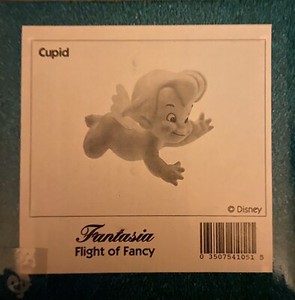 Cupid
© Disney
Fantasia
Flight of Fancy
0 3507541051 5